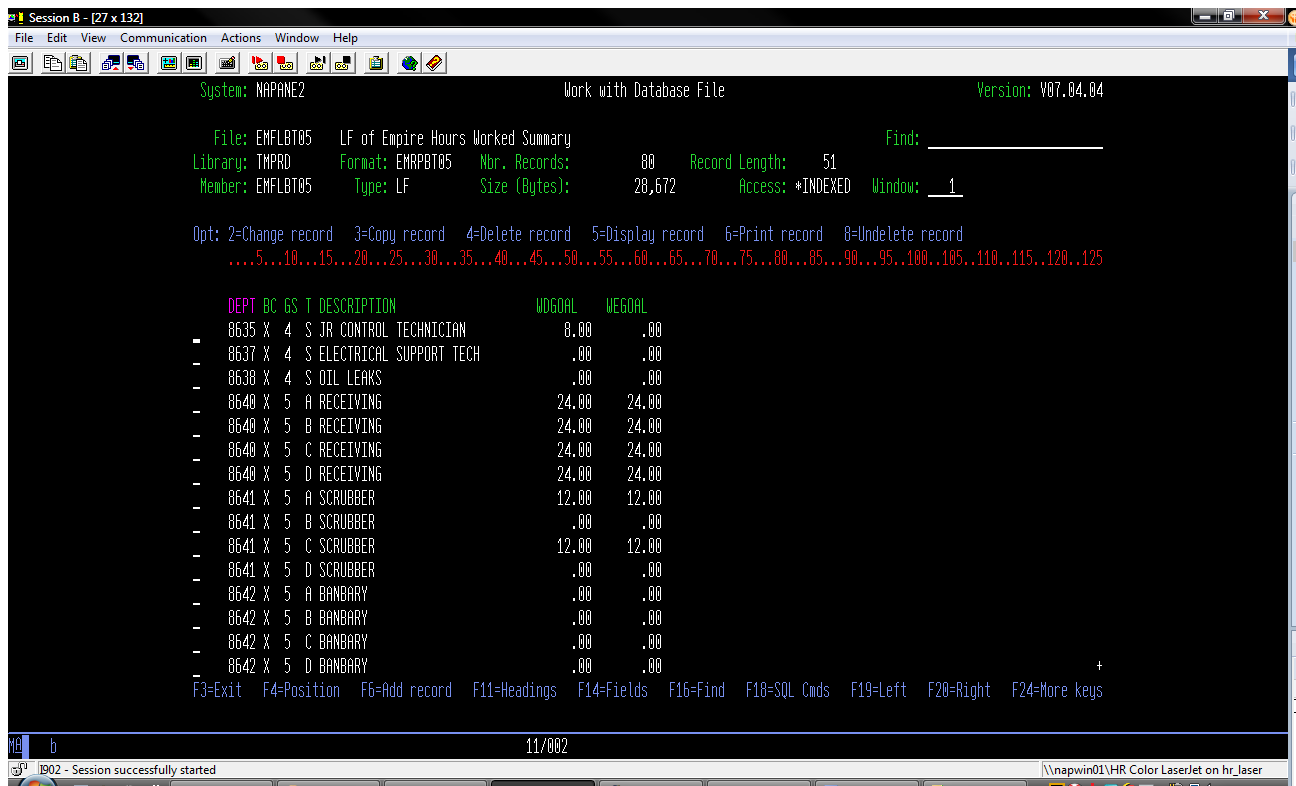 Session B - [27 x 132]
File Edit View Communication Actions Window Help
System: NAPANE2 Work with Database File Version: V07.04.04
File: EMFLBT05 LF of Empire Hours Worked Summary Find:
Library: TMPRD Format: EMRPBT05 Nbr. Records: 80 Record Length: 51
Member: EMFLBT05 Type: LF Size (Bytes): 28,672 Access: *INDEXED Window: 1
Opt: 2=Change record 3=Copy record 4=Delete record 5=Display record 6=Print record 8=Undelete record
....5...10...15...20...25...30...35...40...45...50...55...60...65...70...75...80...85...90...95..100..105..110..115..120..125
DEPT BC GS T DESCRIPTION WDGOAL WEGOAL
8635 X 4 S JR CONTROL TECHNICIAN 8.00 .00
8637 X 4 S ELECTRICAL SUPPORT TECH .00 .00
8638 X 4 S OIL LEAKS .00 .00
8640 X 5 A RECEIVING 24.00 24.00
8640 X 5 B RECEIVING 24.00 24.00
8640 X 5 C RECEIVING 24.00 24.00
8640 X 5 D RECEIVING 24.00 24.00
8641 X 5 A SCRUBBER 12.00 12.00
8641 X 5 B SCRUBBER .00 .00
8641 X 5 C SCRUBBER 12.00 12.00
8641 X 5 D SCRUBBER .00 .00
8642 X 5 A BANBARY .00 .00
8642 X 5 B BANBARY .00 .00
8642 X 5 C BANBARY .00 .00
8642 X 5 D BANBARY .00 .00 +
F3=Exit F4=Position F6=Add record F11=Headings F14=Fields F16=Find F18=SQL Cmds F19=Left F20=Right F24=More keys
MA b 11/002
I902 - Session successfully started \\napwin01\HR Color LaserJet on hr_laser